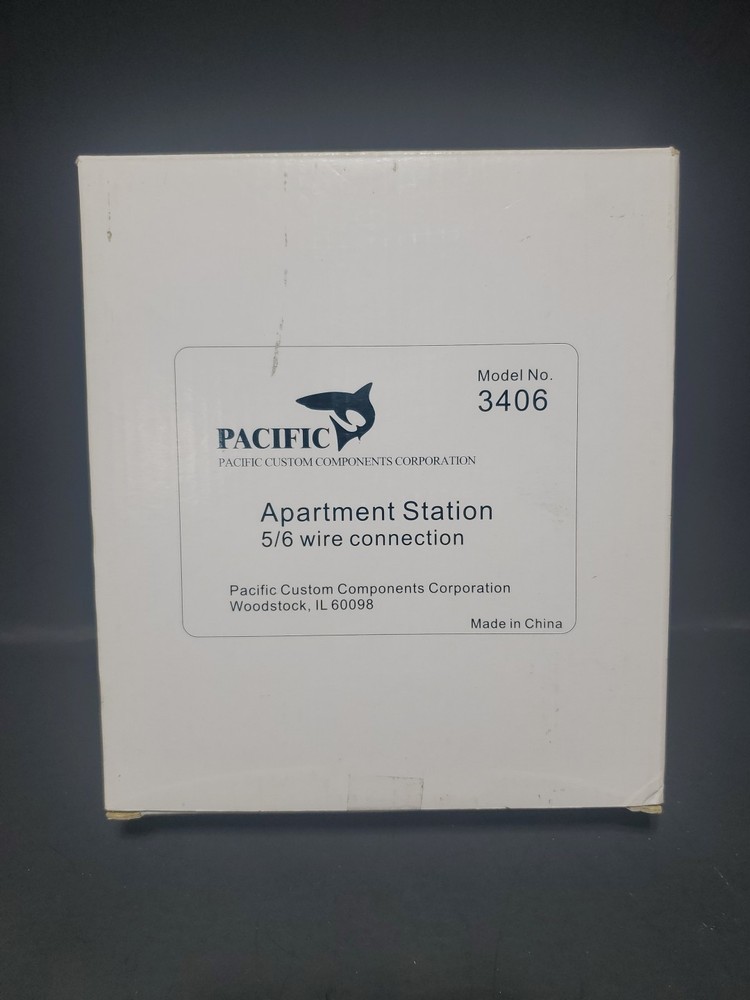 Model No.
3406
PACIFIC
PACIFIC CUSTOM COMPONENTS CORPORATION
Apartment Station
5/6 wire connection
Pacific Custom Components Corporation
Woodstock, IL 60098
Made in China